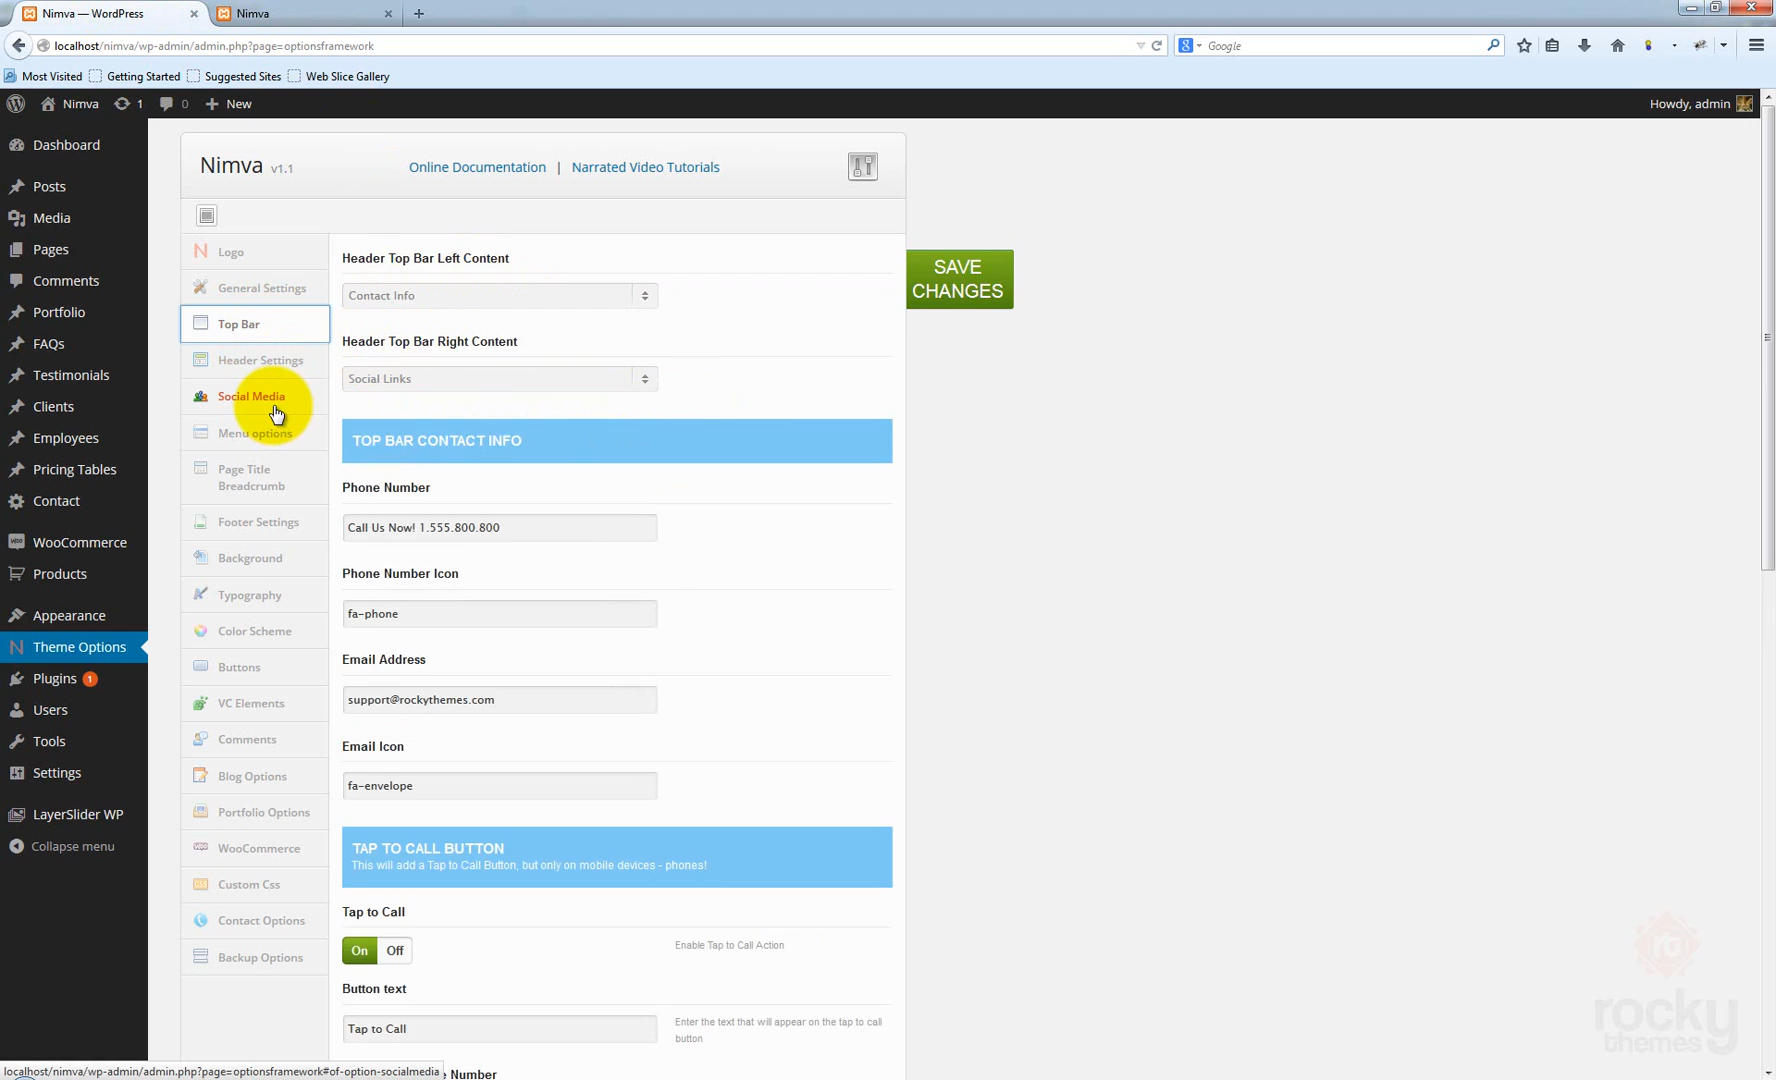 Nimva — WordPress
Nimva
localhost/nimva/wp-admin/admin.php?page=optionsframework
Google
Most Visited
Getting Started
Suggested Sites
Web Slice Gallery
Nimva
1
0
New
Howdy, admin
Dashboard
Posts
Media
Pages
Comments
Portfolio
FAQs
Testimonials
Clients
Employees
Pricing Tables
Contact
WooCommerce
Products
Appearance
Theme Options
Plugins 1
Users
Tools
Settings
LayerSlider WP
Collapse menu
Nimva v1.1
Online Documentation | Narrated Video Tutorials
Logo
General Settings
Top Bar
Header Settings
Social Media
Menu options
Page Title
Breadcrumb
Footer Settings
Background
Typography
Color Scheme
Buttons
VC Elements
Comments
Blog Options
Portfolio Options
WooCommerce
Custom Css
Contact Options
Backup Options
Header Top Bar Left Content
Contact Info
Header Top Bar Right Content
Social Links
TOP BAR CONTACT INFO
Phone Number
Call Us Now! 1.555.800.800
Phone Number Icon
fa-phone
Email Address
support@rockythemes.com
Email Icon
fa-envelope
TAP TO CALL BUTTON
This will add a Tap to Call Button, but only on mobile devices - phones!
Tap to Call
On Off
Enable Tap to Call Action
Button text
Tap to Call
Enter the text that will appear on the tap to call
button
SAVE
CHANGES
rocky
themes
localhost/nimva/wp-admin/admin.php?page=optionsframework#of-option-socialmedia
Number